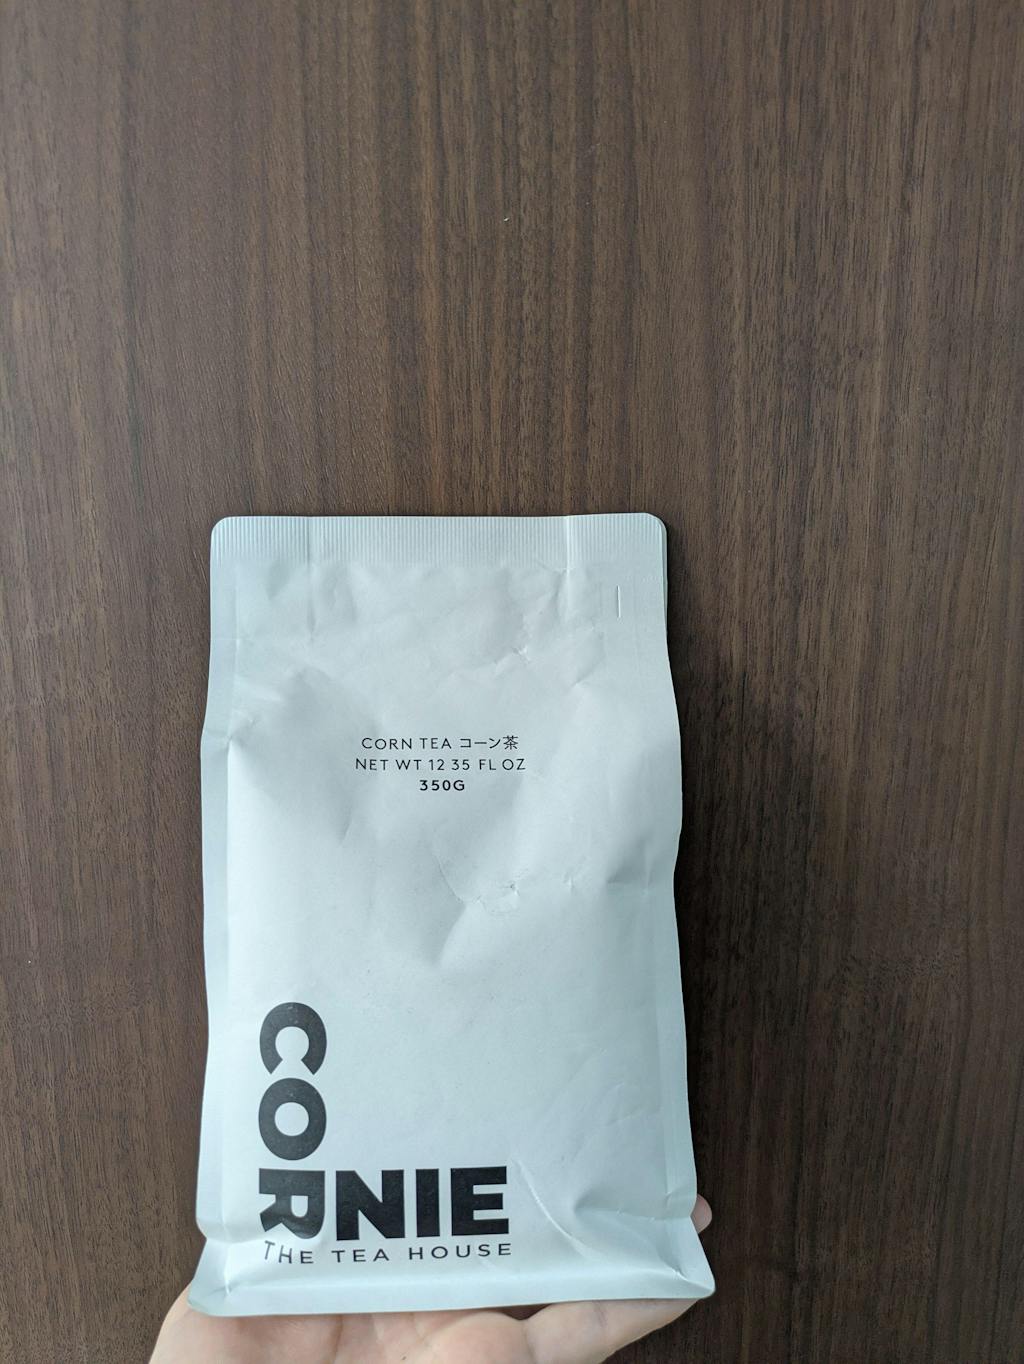 CORN TEA コーン茶
NET WT 12 35 FL OZ
350G
CORNIE
THE TEA HOUSE